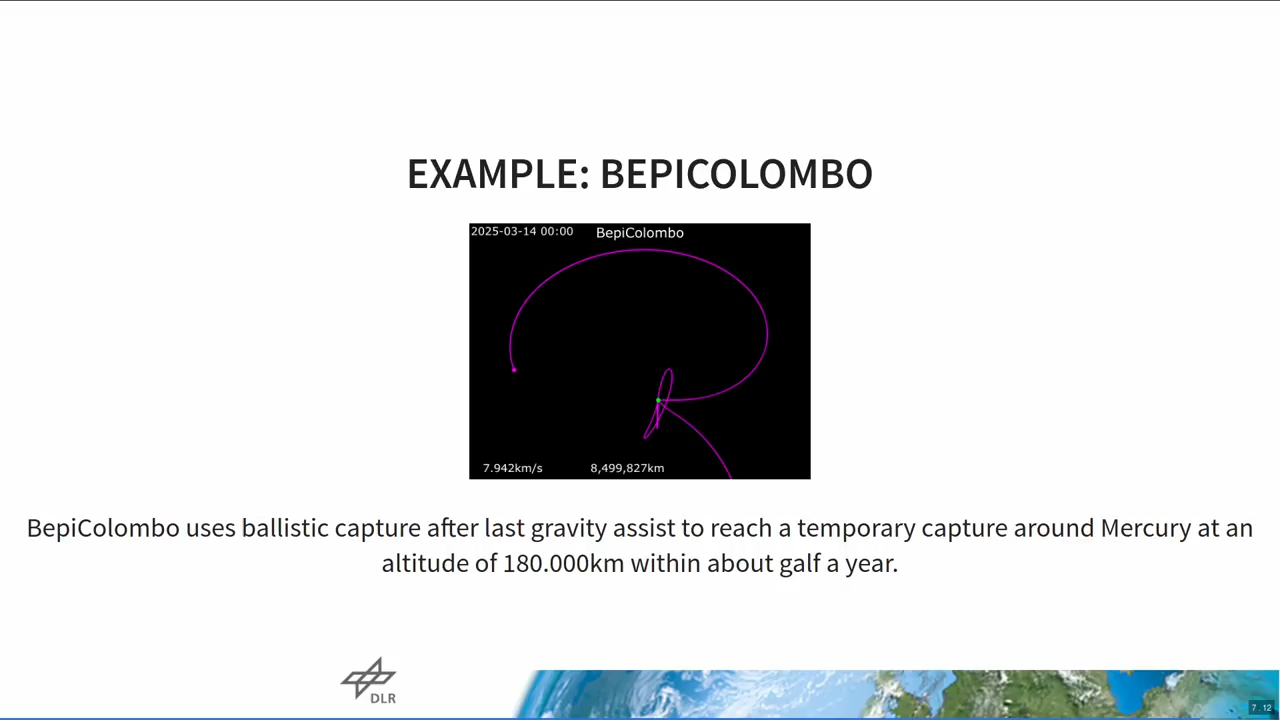 EXAMPLE: BEPICOLOMBO
2025-03-14 00:00
BepiColombo
7.942km/s
8,499,827km
BepiColombo uses ballistic capture after last gravity assist to reach a temporary capture around Mercury at an
altitude of 180.000km within about galf a year.
DLR
7.12